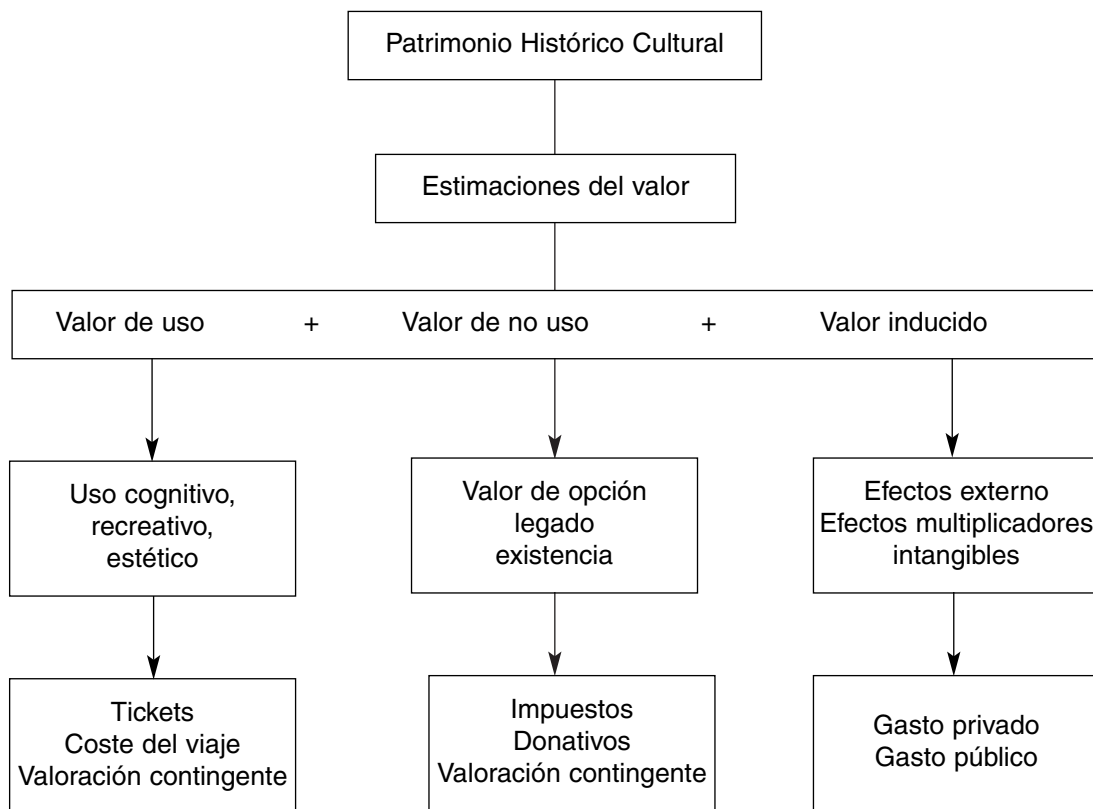 Patrimonio Histórico Cultural
Estimaciones del valor
Valor de uso + Valor de no uso + Valor inducido
Uso cognitivo,
recreativo,
estético
Valor de opción
legado
existencia
Efectos externo
Efectos multiplicadores
intangibles
Tickets
Coste del viaje
Valoración contingente
Impuestos
Donativos
Valoración contingente
Gasto privado
Gasto público